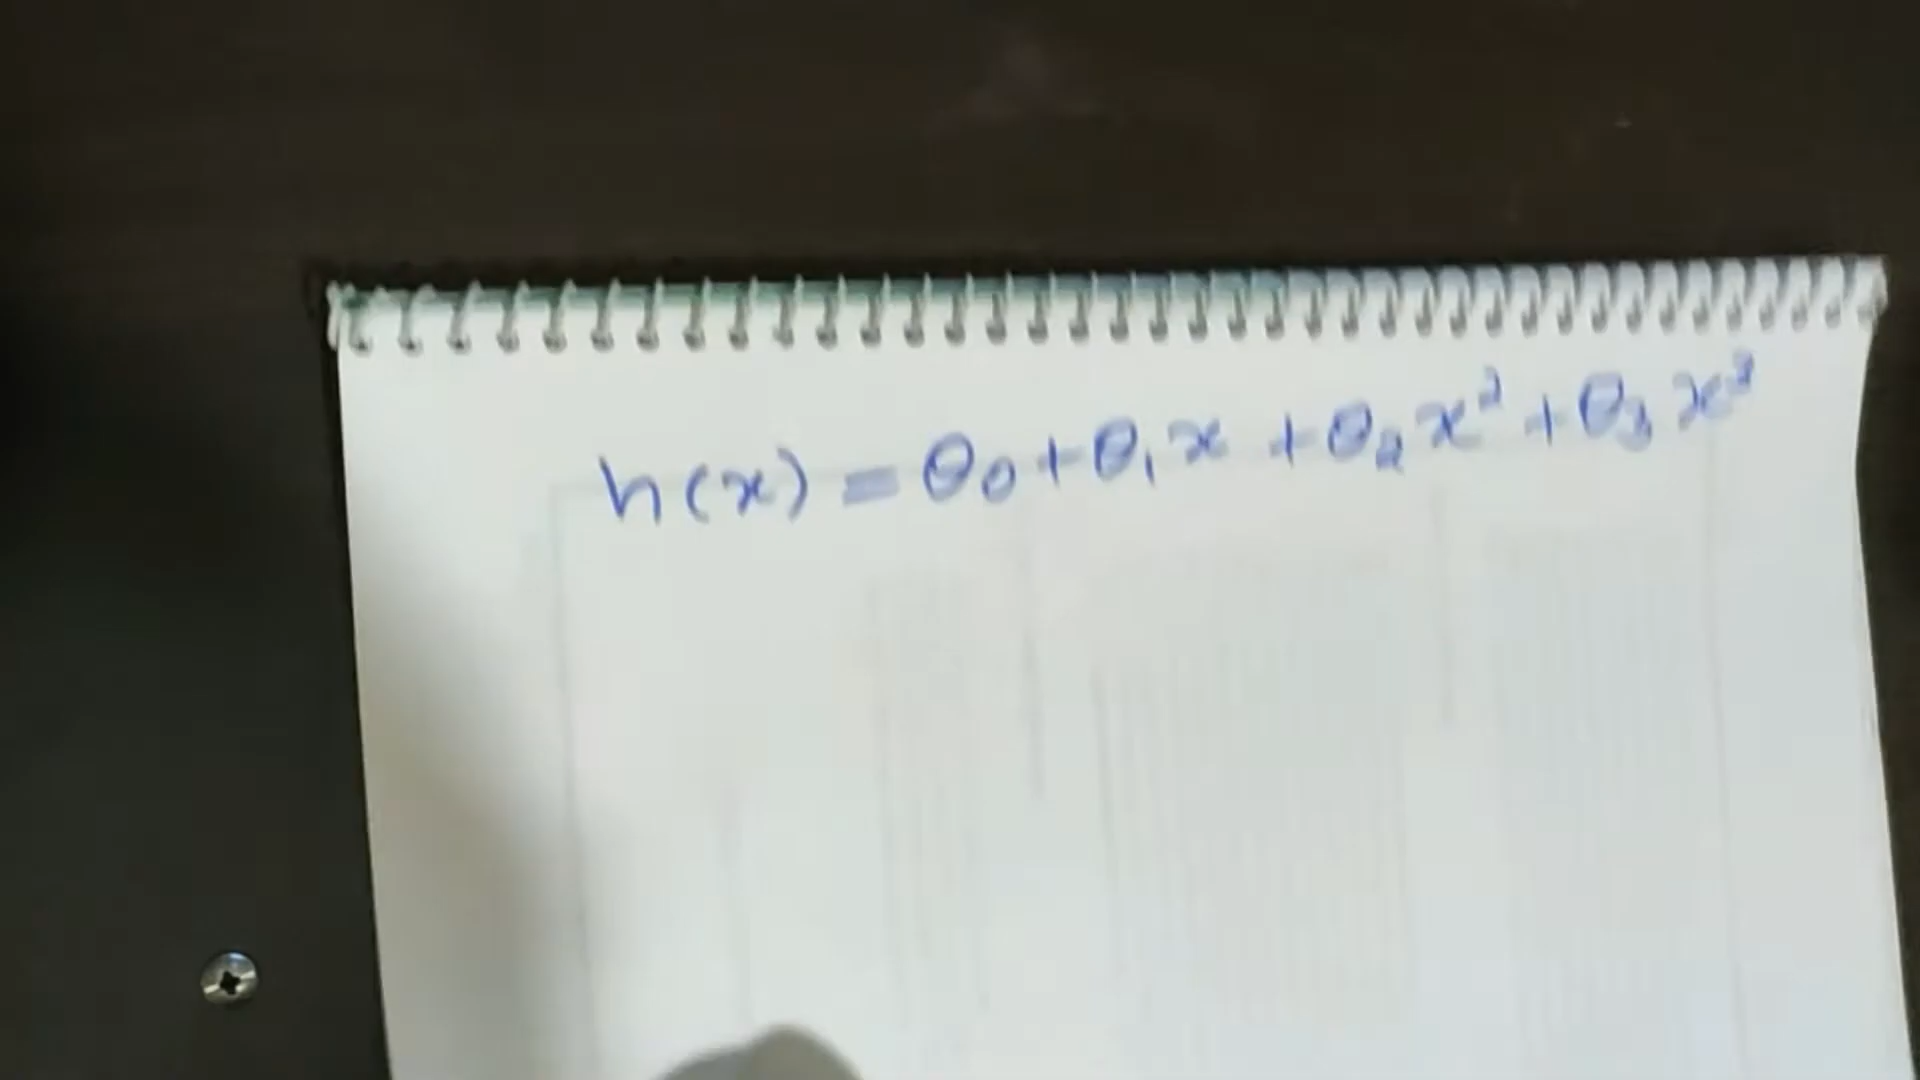 h(x) = θ₀ + θ₁x + θ₂x² + θ₃x³